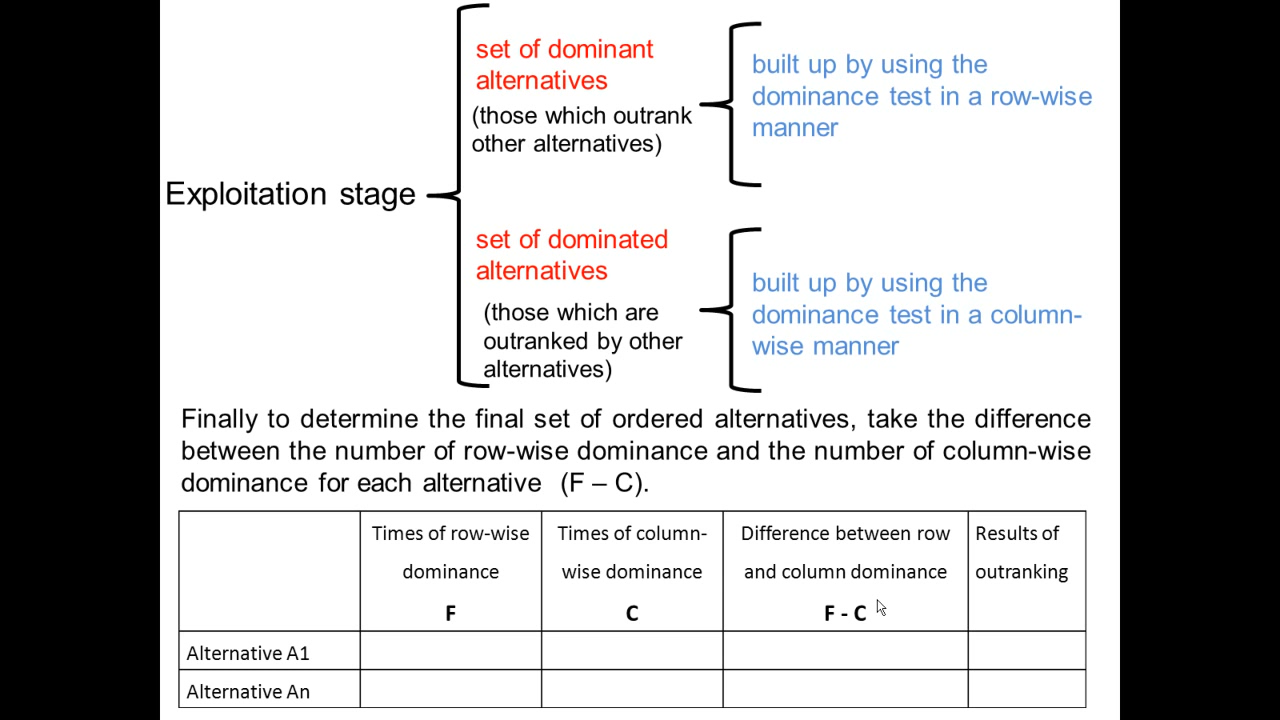 set of dominant
alternatives
(those which outrank
other alternatives)
built up by using the
dominance test in a row-wise
manner
Exploitation stage
set of dominated
alternatives
(those which are
outranked by other
alternatives)
built up by using the
dominance test in a column-
wise manner
Finally to determine the final set of ordered alternatives, take the difference
between the number of row-wise dominance and the number of column-wise
dominance for each alternative (F – C).
Times of row-wise
dominance
F
Times of column-
wise dominance
C
Difference between row
and column dominance
F - C
Results of
outranking
Alternative A1
Alternative An